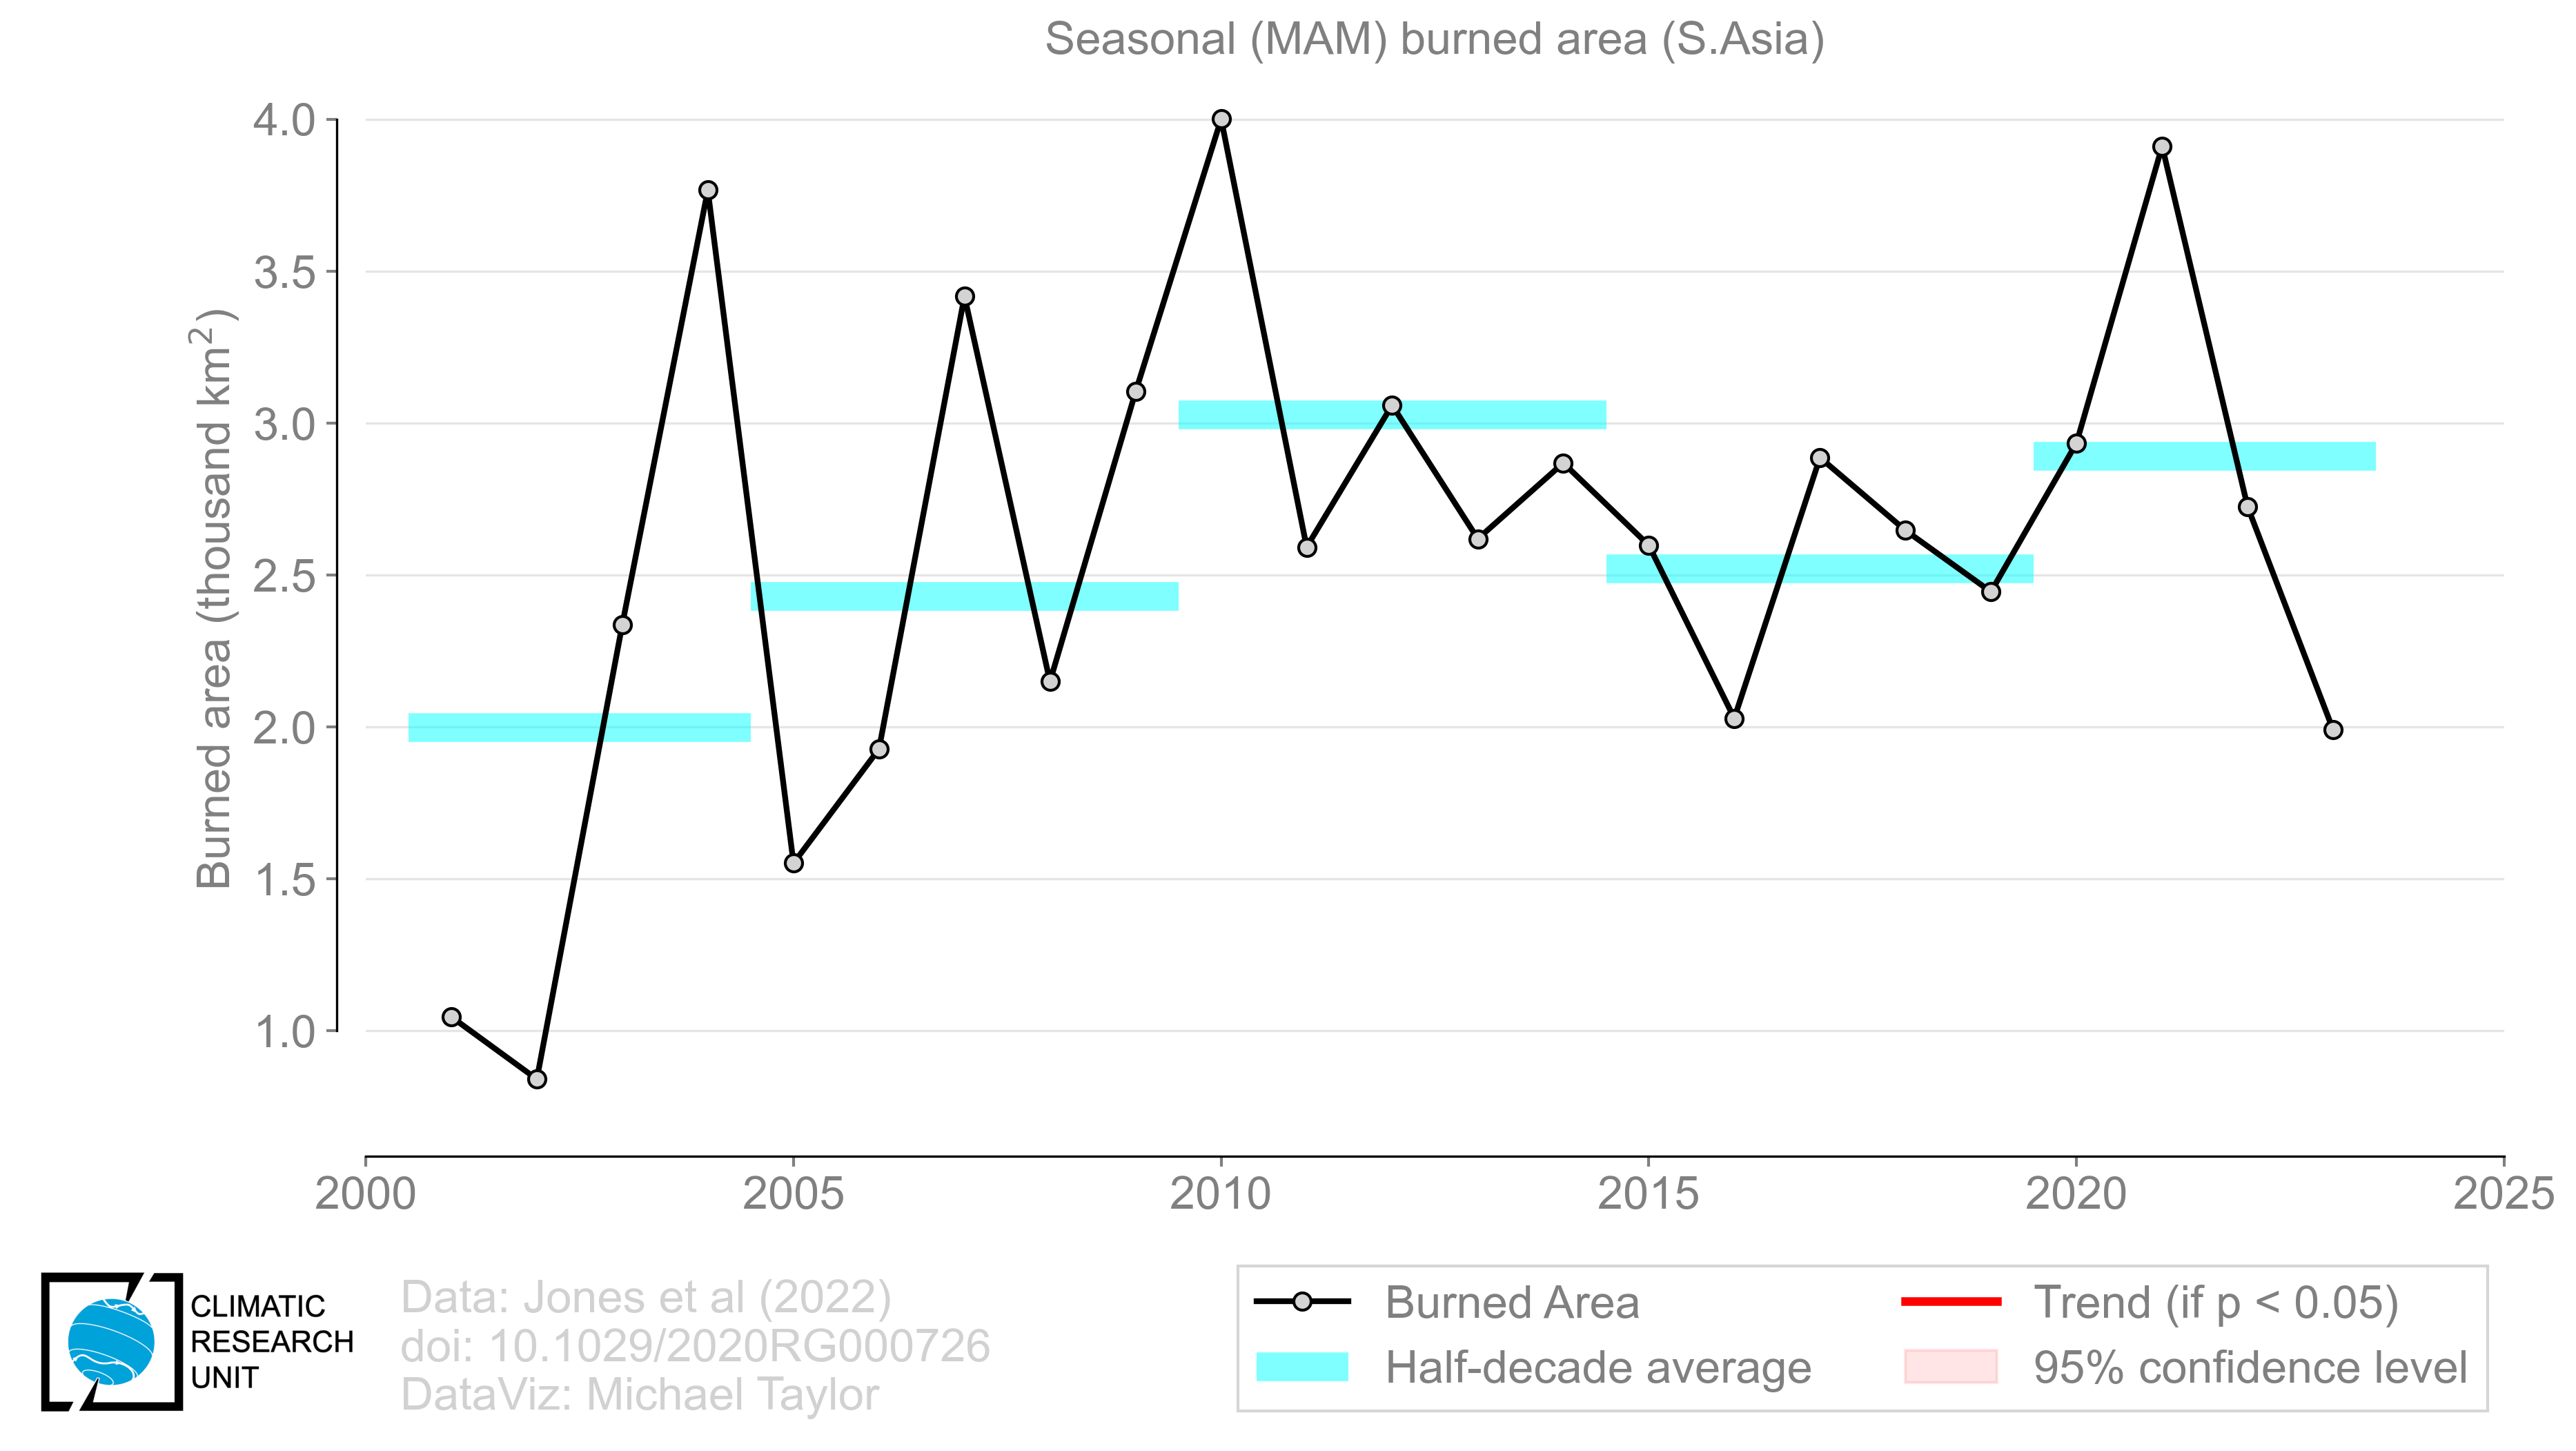 Seasonal (MAM) burned area (S.Asia)
Burned area (thousand km²)
4.0
3.5
3.0
2.5
2.0
1.5
1.0
2000 2005 2010 2015 2020 2025
CLIMATIC
RESEARCH
UNIT
Data: Jones et al (2022)
doi: 10.1029/2020RG000726
DataViz: Michael Taylor
Burned Area
Half-decade average
Trend (if p < 0.05)
95% confidence level